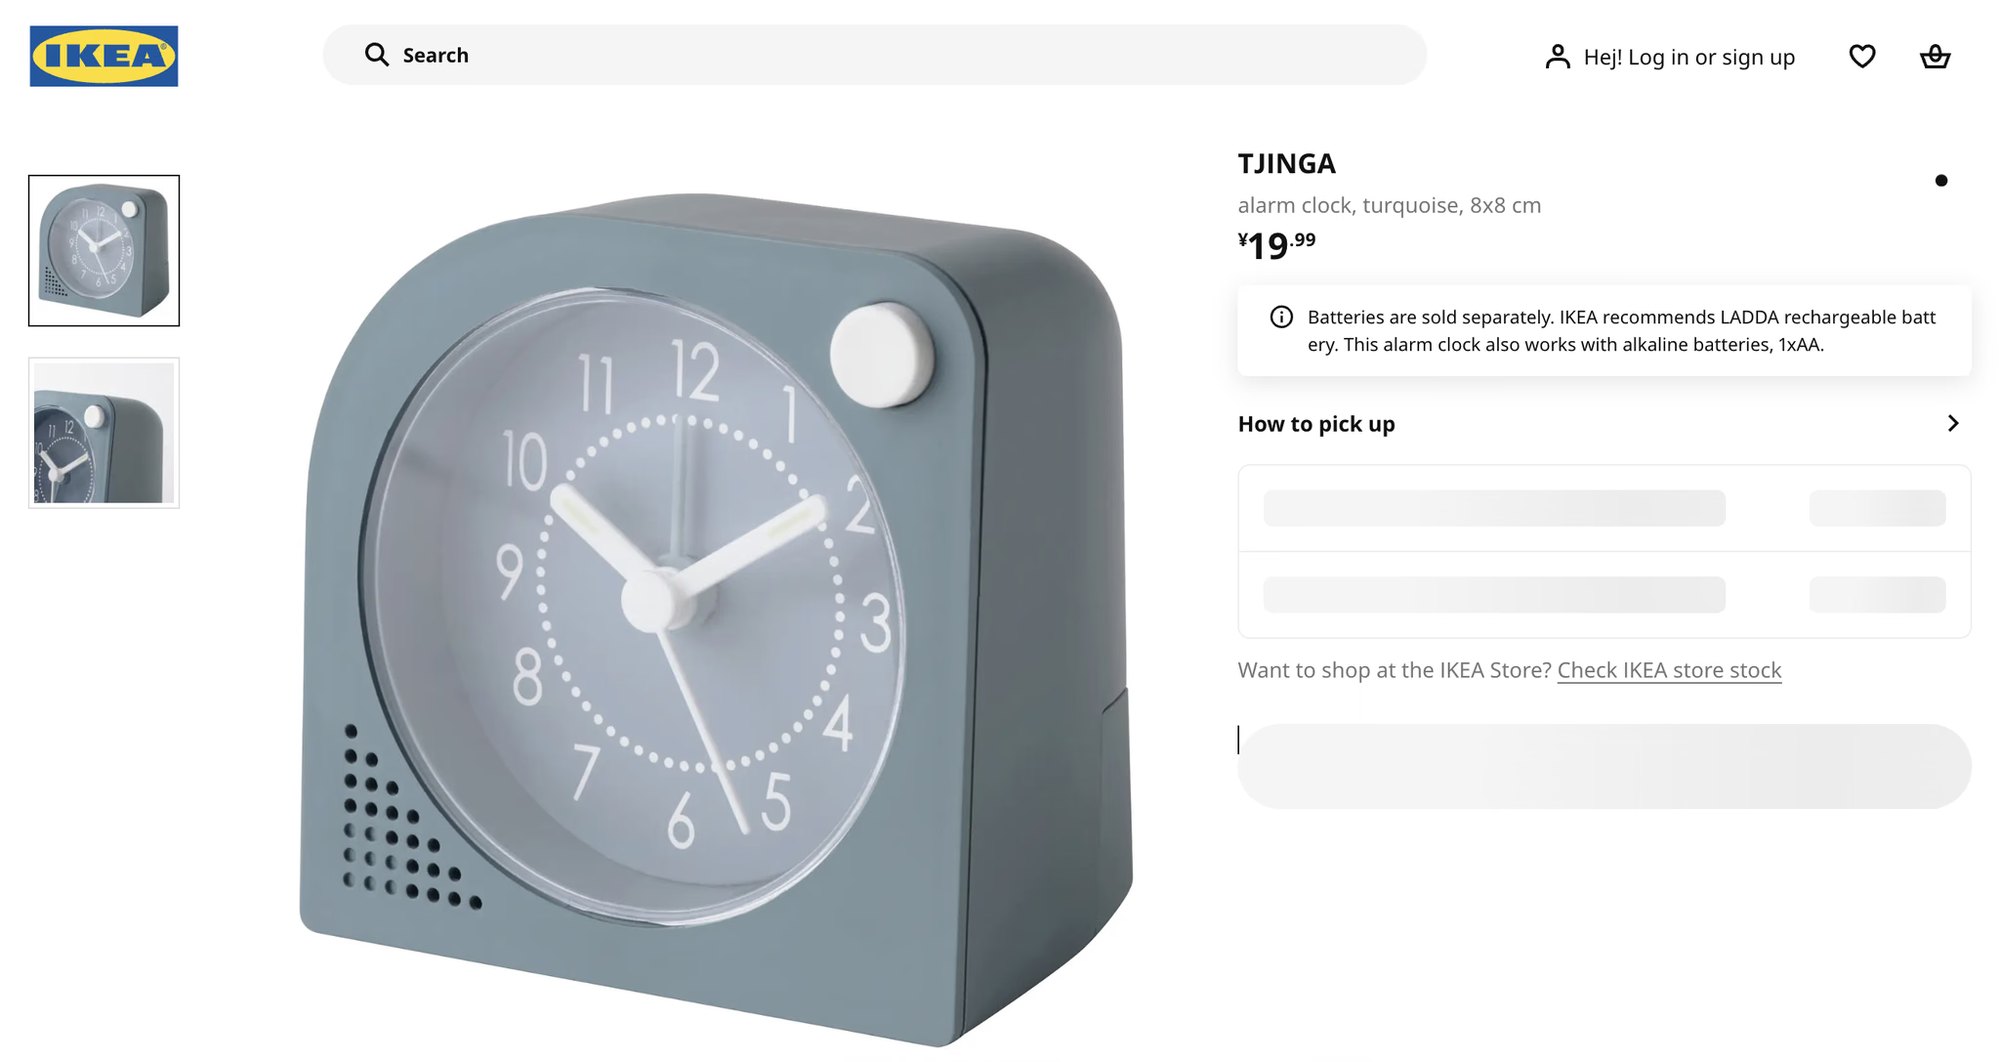 IKEA
Search
Hej! Log in or sign up
TJINGA
alarm clock, turquoise, 8x8 cm
¥19.99
Batteries are sold separately. IKEA recommends LADDA rechargeable batt
ery. This alarm clock also works with alkaline batteries, 1xAA.
How to pick up
Want to shop at the IKEA Store? Check IKEA store stock
12
11
1
10
2
9
3
8
4
7
5
6